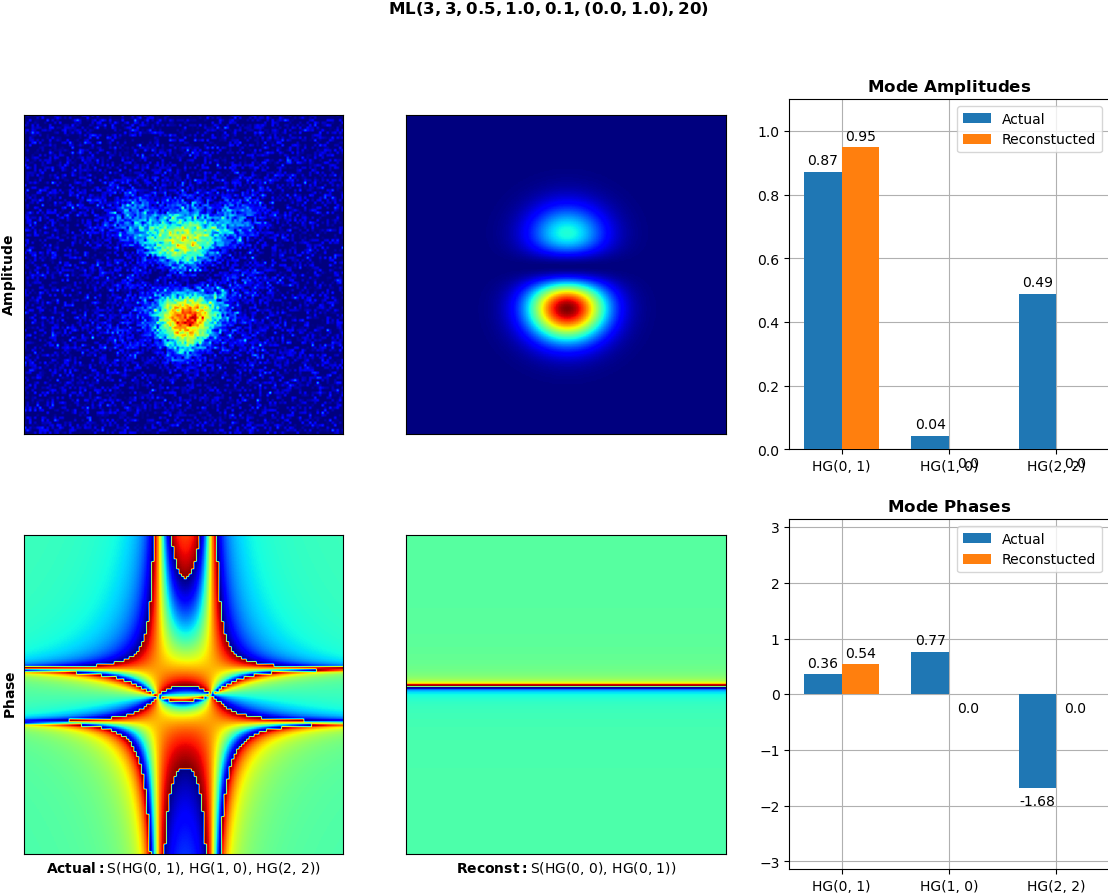 ML(3, 3, 0.5, 1.0, 0.1, (0.0, 1.0), 20)
Amplitude
Mode Amplitudes
Actual
Reconstucted
1.0
0.8
0.6
0.4
0.2
0.0
0.87
0.95
0.04
0.0
0.49
0.0
HG(0, 1)
HG(1, 0)
HG(2, 2)
Phase
Actual: S(HG(0, 1), HG(1, 0), HG(2, 2))
Reconst: S(HG(0, 0), HG(0, 1))
Mode Phases
Actual
Reconstucted
3
2
1
0
−1
−2
−3
0.36
0.54
0.77
0.0
-1.68
0.0
HG(0, 1)
HG(1, 0)
HG(2, 2)